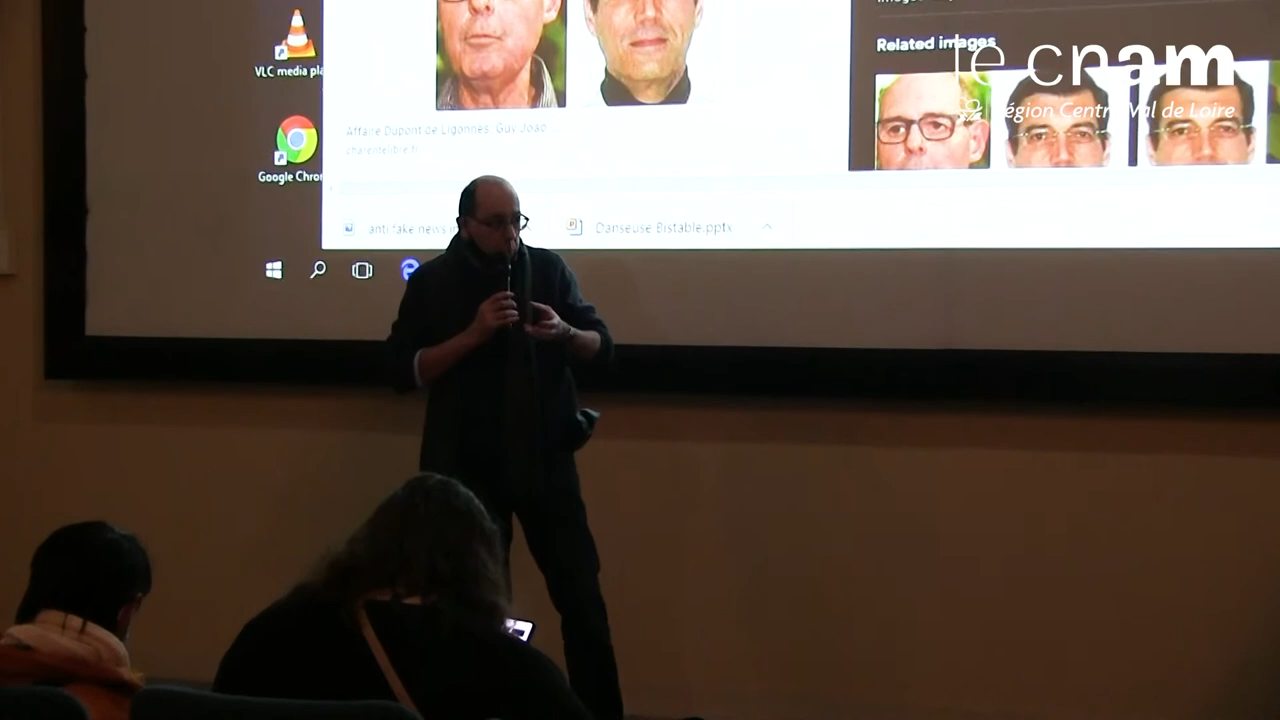 VLC media pla
Google Chron
Affaire Dupont de Ligonnès: Guy Joao
charentelibre.fr
anti fake news
Danseuse Bistable.pptx
Related images
le cnam
Région Centre Val de Loire